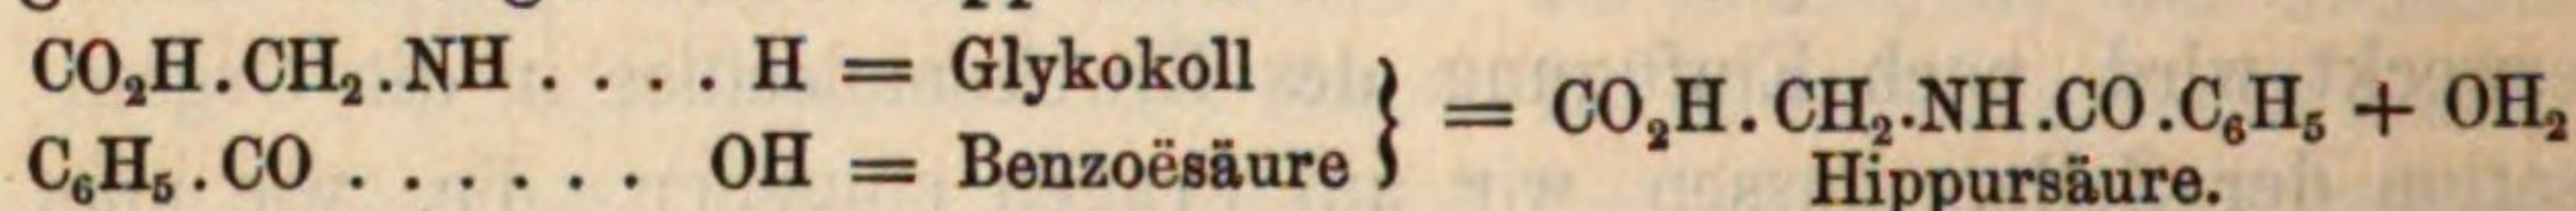 CO₂H.CH₂.NH . . . . H = Glykokoll
C₆H₅.CO . . . . . . OH = Benzoësäure
} = CO₂H.CH₂.NH.CO.C₆H₅ + OH₂
Hippursäure.